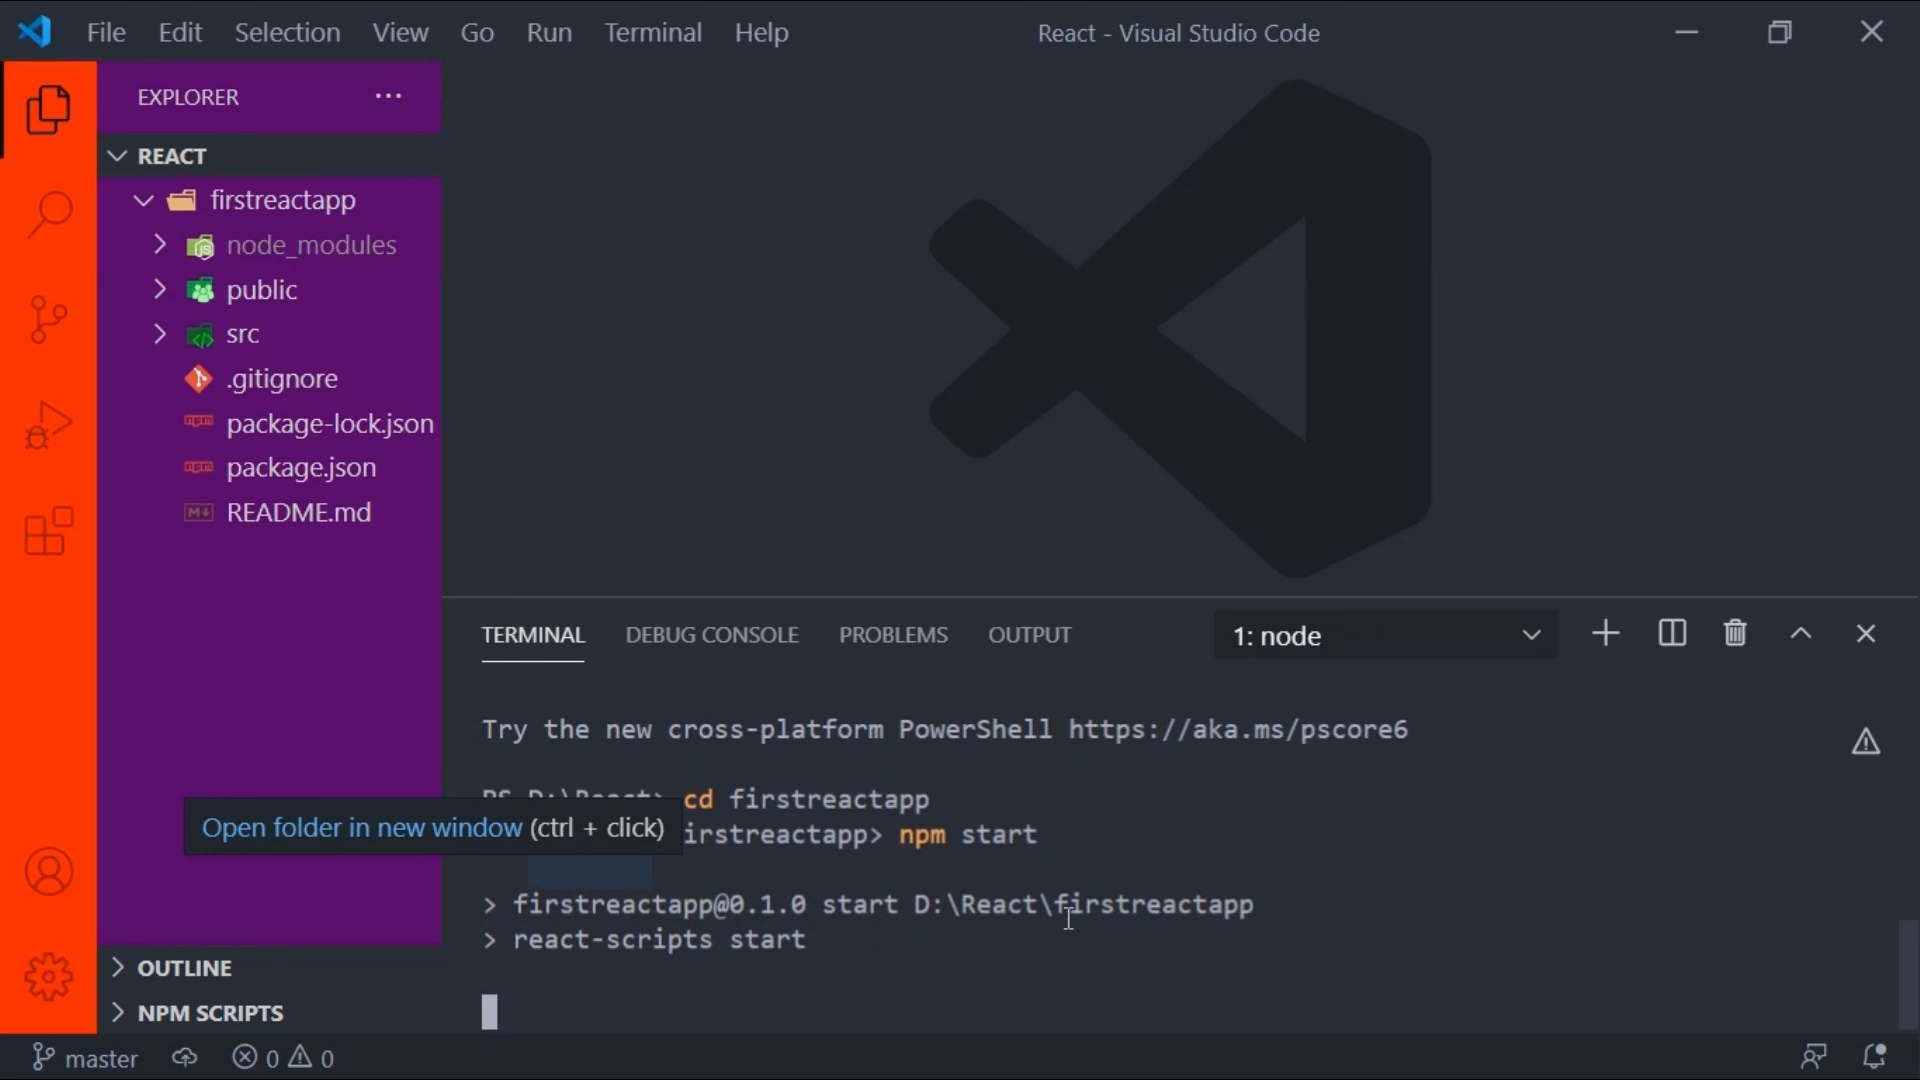 File Edit Selection View Go Run Terminal Help
React - Visual Studio Code
EXPLORER
REACT
firstreactapp
node_modules
public
src
.gitignore
package-lock.json
package.json
README.md
OUTLINE
NPM SCRIPTS
TERMINAL DEBUG CONSOLE PROBLEMS OUTPUT
1: node
Try the new cross-platform PowerShell https://aka.ms/pscore6
PS D:\React> cd firstreactapp
Open folder in new window (ctrl + click)
irstreactapp> npm start
> firstreactapp@0.1.0 start D:\React\firstreactapp
> react-scripts start
master 0 0